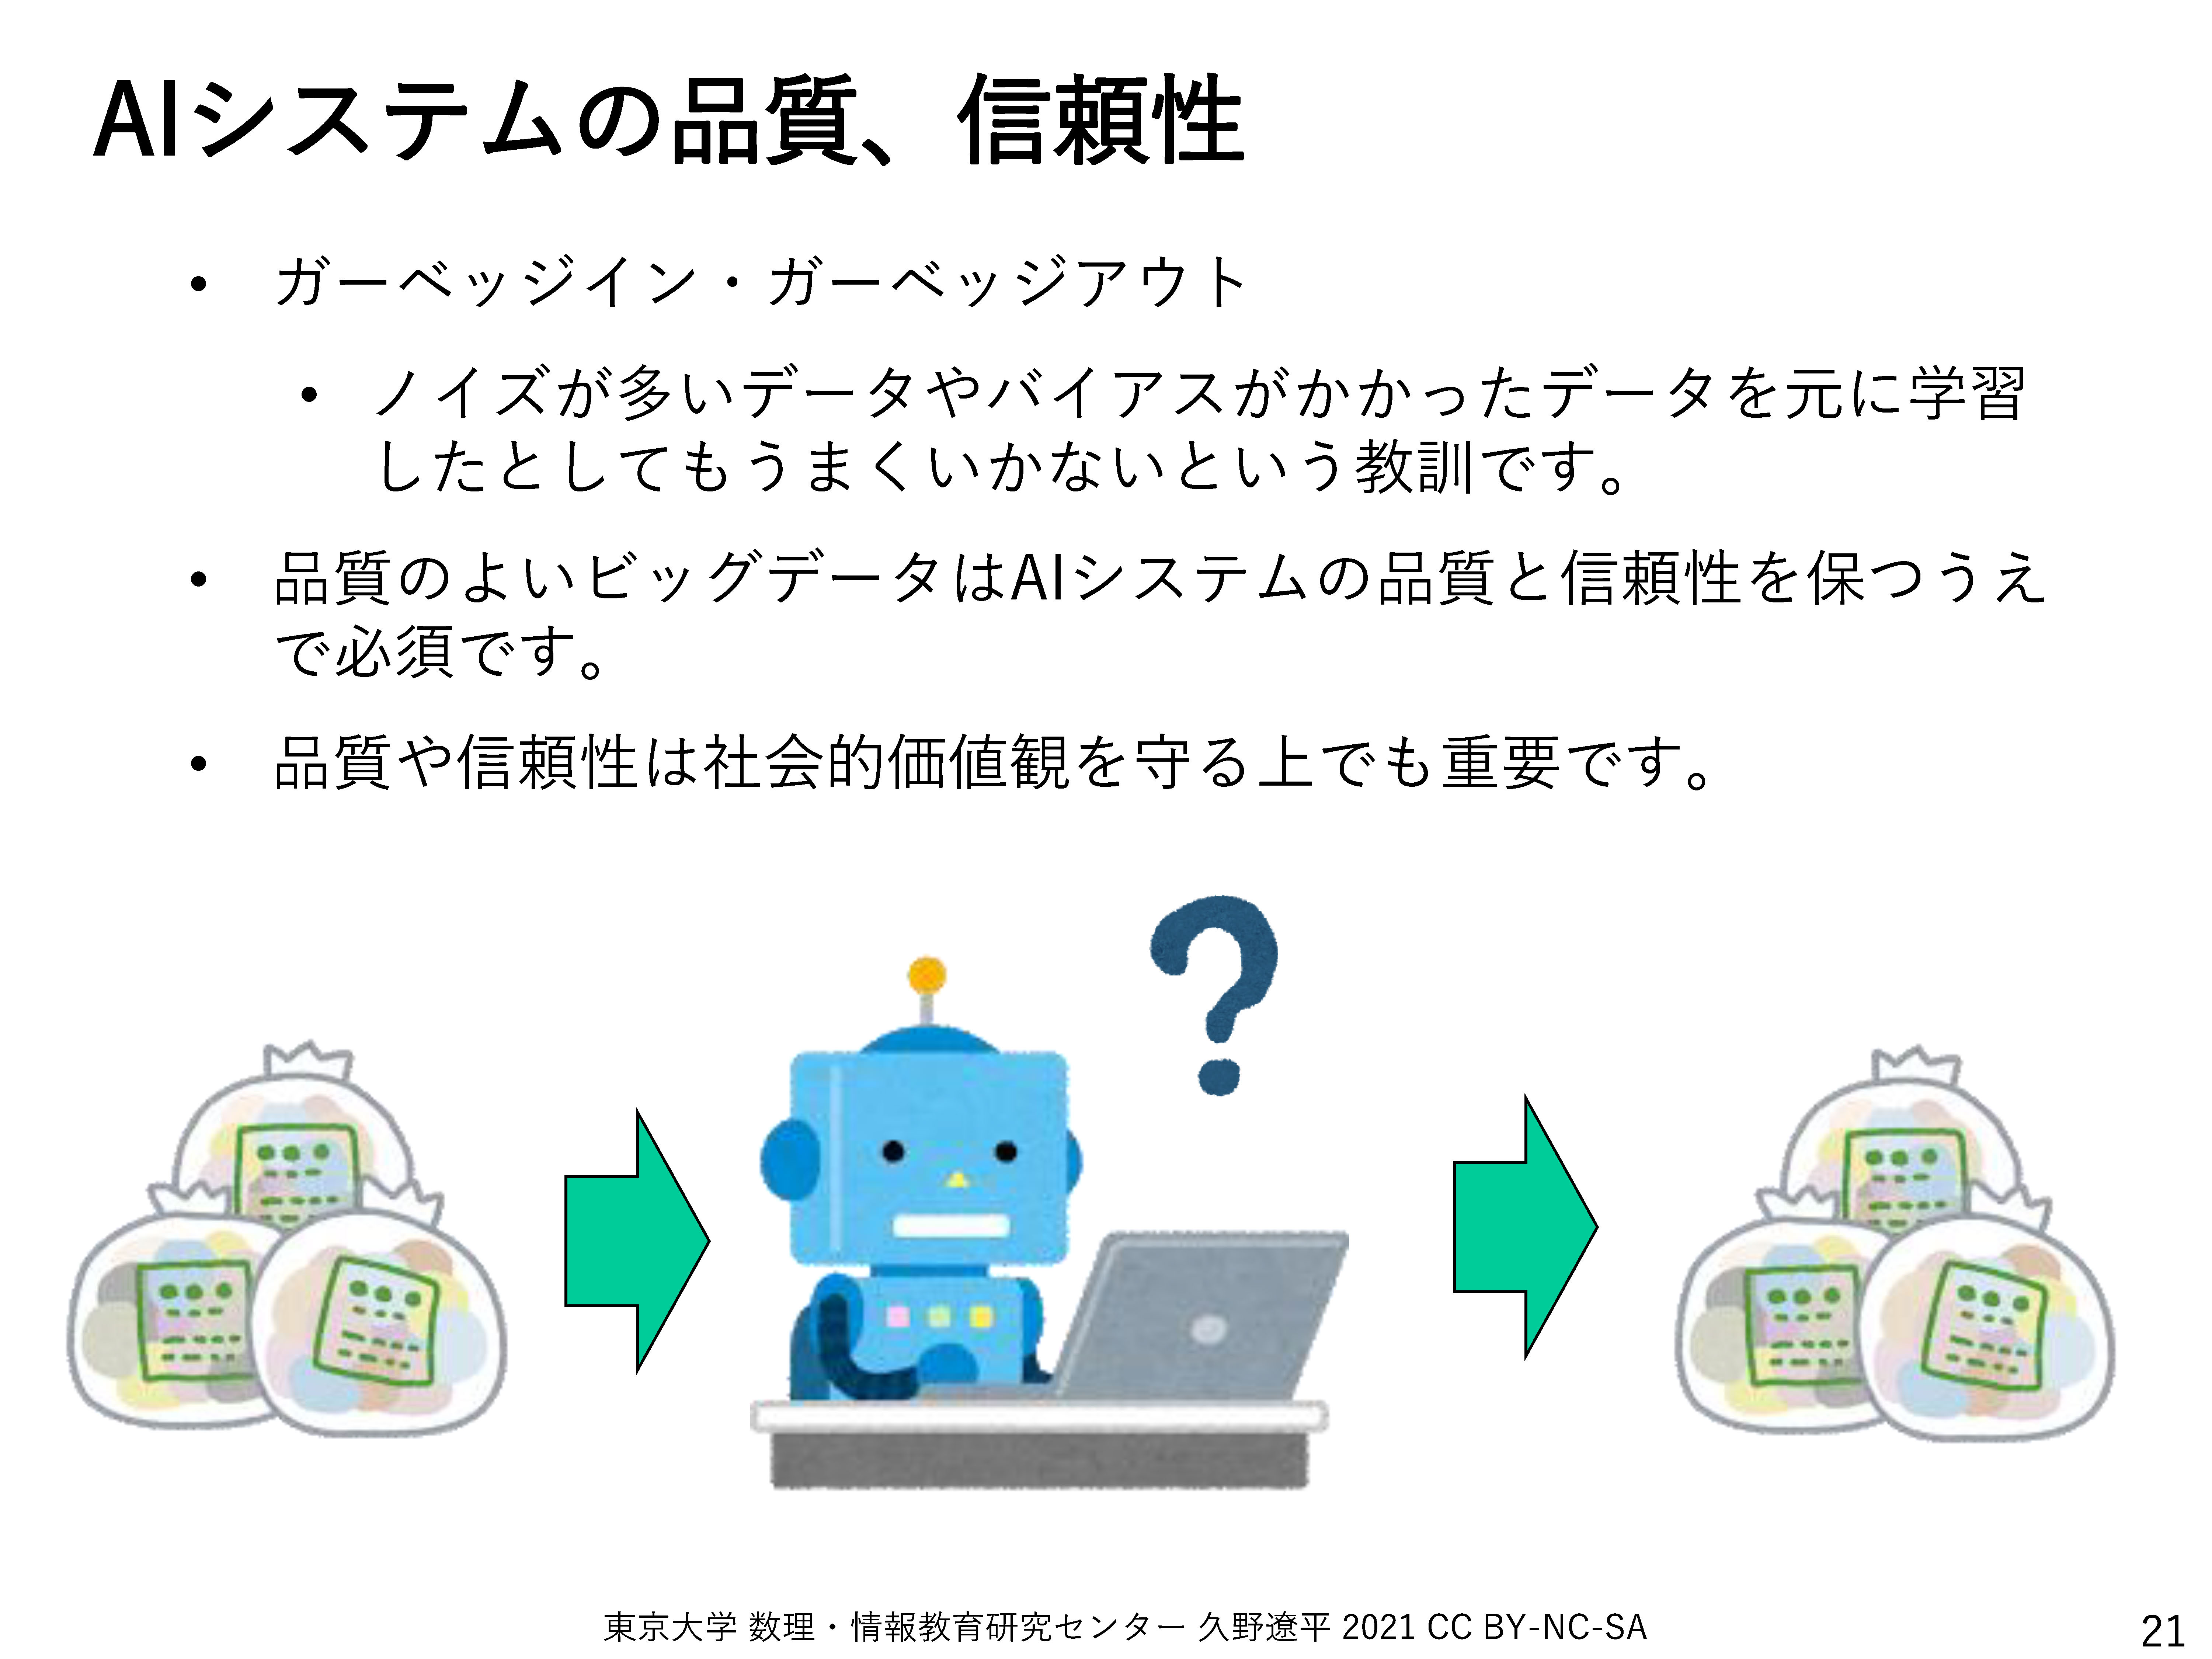 AIシステムの品質、信頼性
• ガーベッジイン・ガーベッジアウト
• ノイズが多いデータやバイアスがかかったデータを元に学習
したとしてもうまくいかないという教訓です。
• 品質のよいビッグデータはAIシステムの品質と信頼性を保つうえ
で必須です。
• 品質や信頼性は社会的価値観を守る上でも重要です。
?
東京大学 数理・情報教育研究センター 久野遼平 2021 CC BY-NC-SA
21